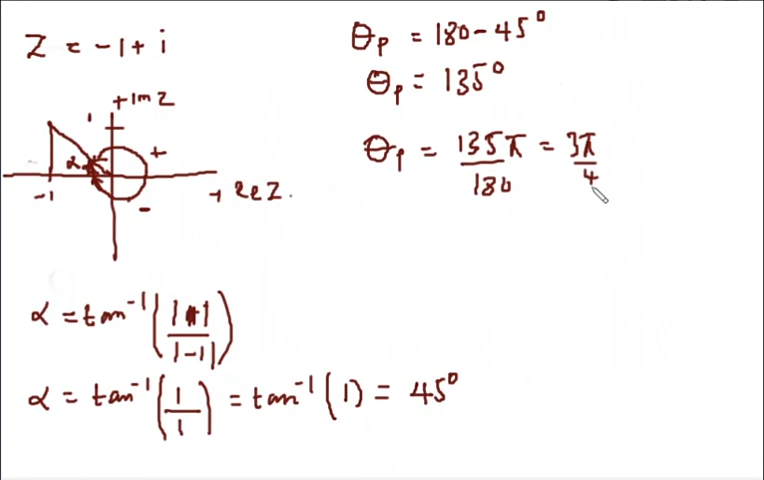 Z = -1 + i
θp = 180 - 45°
θp = 135°
+ Im Z
1
θp = 135π/180 = 3π/4
+
α
-1
+ Re Z.
-
α = tan⁻¹(|1|/|-1|)
α = tan⁻¹(1/1) = tan⁻¹(1) = 45°